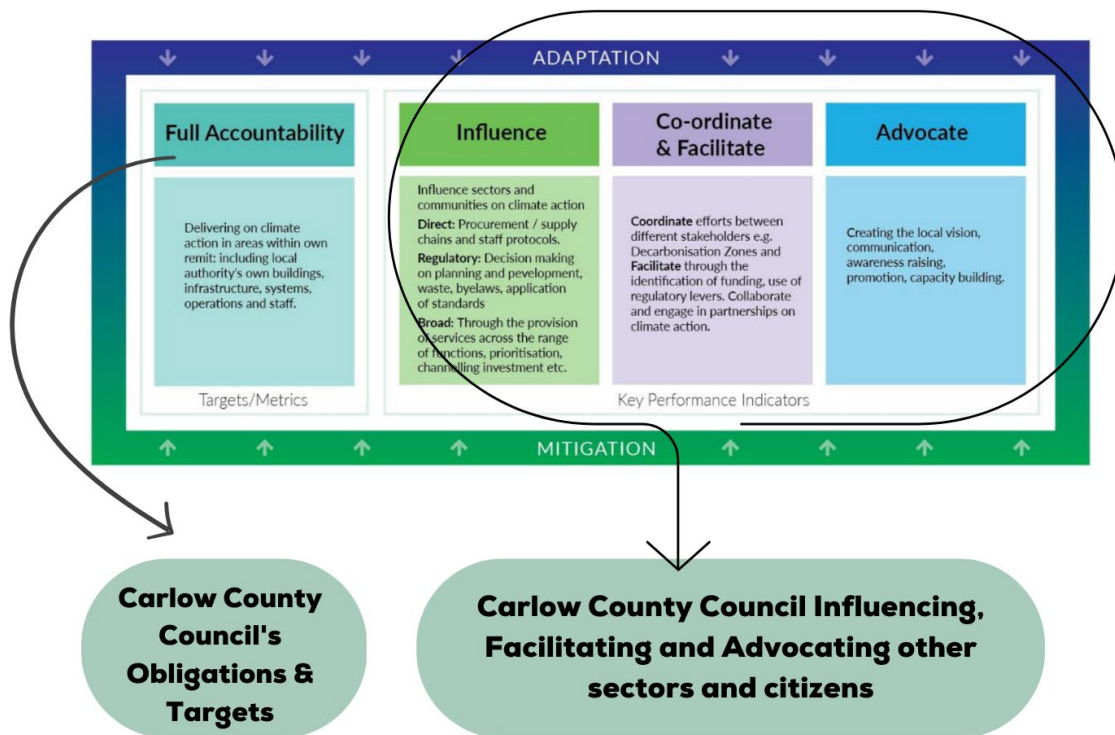 ADAPTATION
Full Accountability
Delivering on climate
action in areas within own
remit: including local
authority's own buildings,
infrastructure, systems,
operations and staff.
Targets/Metrics
Influence
Influence sectors and
communities on climate action
Direct: Procurement / supply
chains and staff protocols.
Regulatory: Decision making
on planning and pevelopment,
waste, byelaws, application
of standards
Broad: Through the provision
of services across the range
of functions, prioritisation,
channelling investment etc.
Co-ordinate
& Facilitate
Coordinate efforts between
different stakeholders e.g.
Decarbonisation Zones and
Facilitate through the
identification of funding, use of
regulatory levers. Collaborate
and engage in partnerships on
climate action.
Advocate
Creating the local vision,
communication,
awareness raising,
promotion, capacity building.
Key Performance Indicators
MITIGATION
Carlow County
Council's
Obligations &
Targets
Carlow County Council Influencing,
Facilitating and Advocating other
sectors and citizens